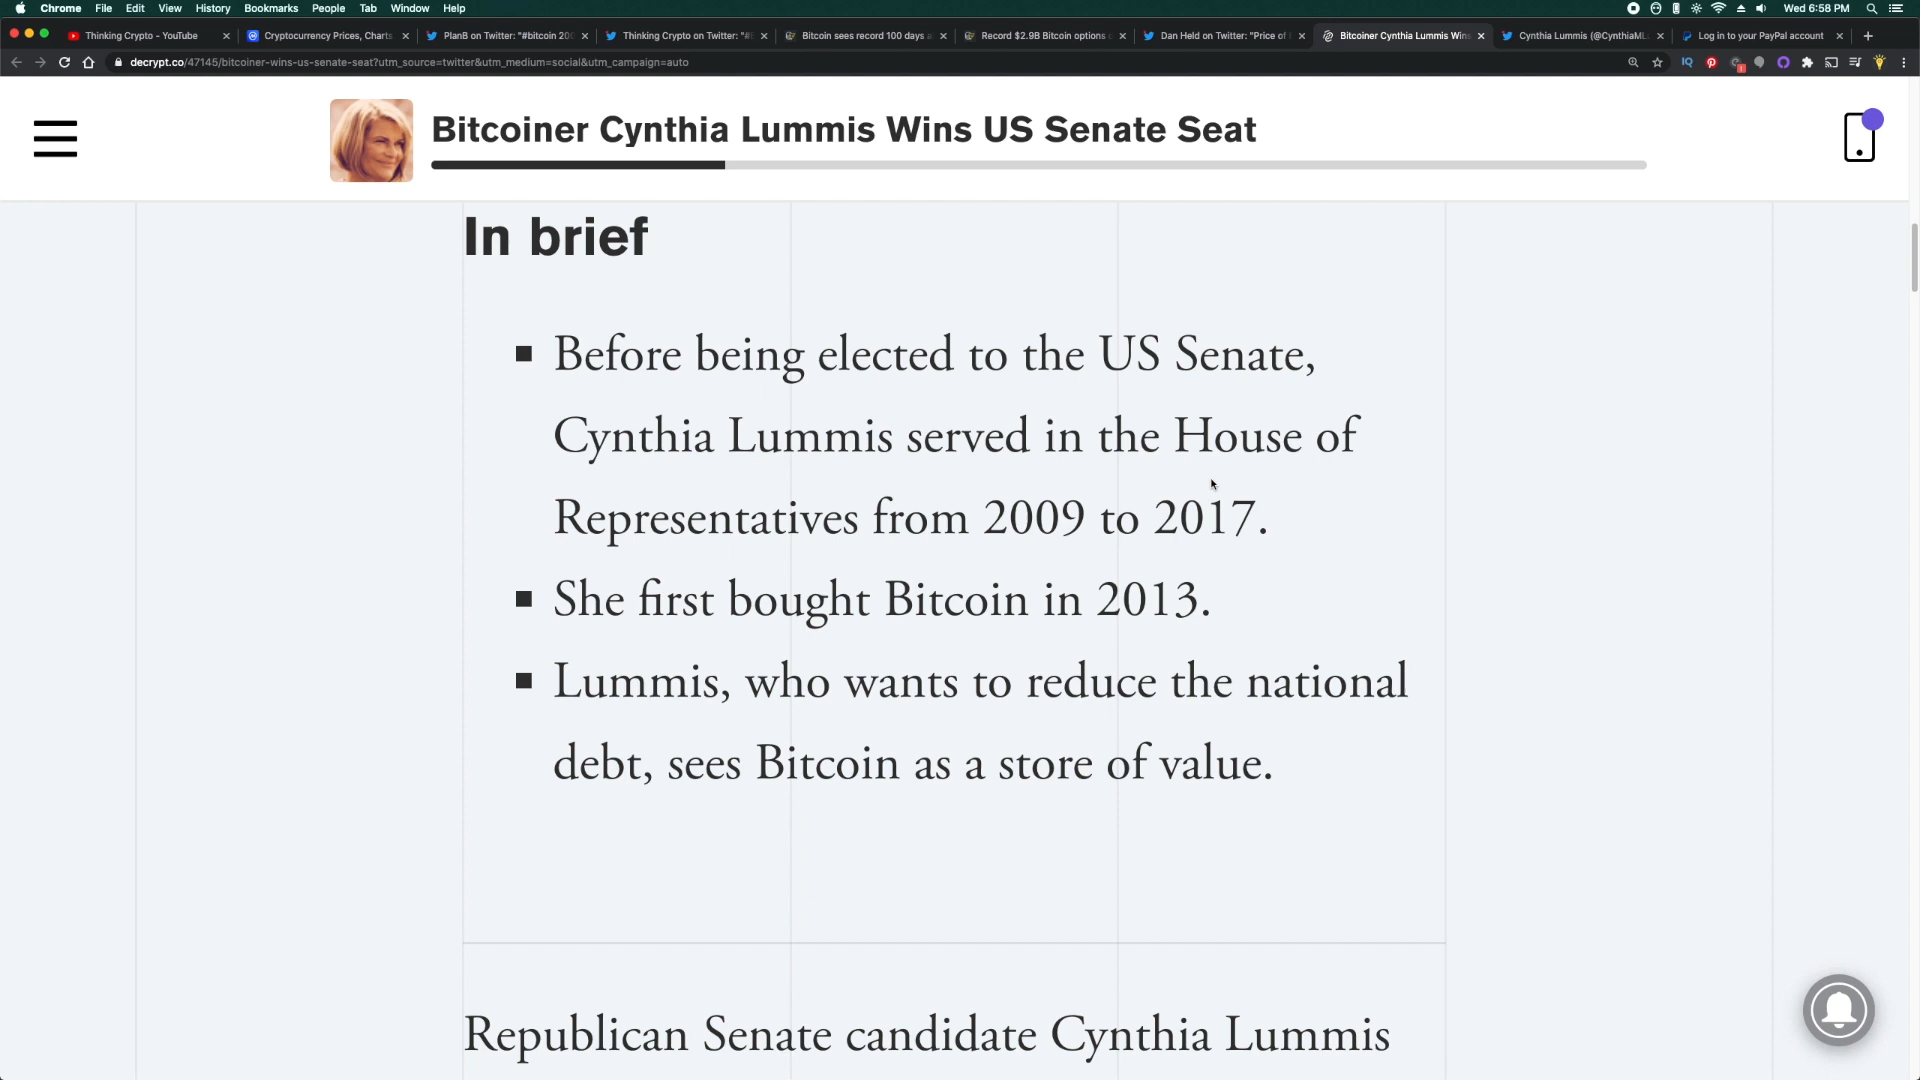 Chrome File Edit View History Bookmarks People Tab Window Help Wed 6:58 PM
Thinking Crypto - YouTube Cryptocurrency Prices, Charts PlanB on Twitter: "#bitcoin 20 Thinking Crypto on Twitter: "# Bitcoin sees record 100 days a Record $2.9B Bitcoin options Dan Held on Twitter: "Price of Bitcoiner Cynthia Lummis Win Cynthia Lummis (@CynthiaML Log in to your PayPal account
decrypt.co/47145/bitcoiner-wins-us-senate-seat?utm_source=twitter&utm_medium=social&utm_campaign=auto
Bitcoiner Cynthia Lummis Wins US Senate Seat
In brief
Before being elected to the US Senate,
Cynthia Lummis served in the House of
Representatives from 2009 to 2017.
She first bought Bitcoin in 2013.
Lummis, who wants to reduce the national
debt, sees Bitcoin as a store of value.
Republican Senate candidate Cynthia Lummis